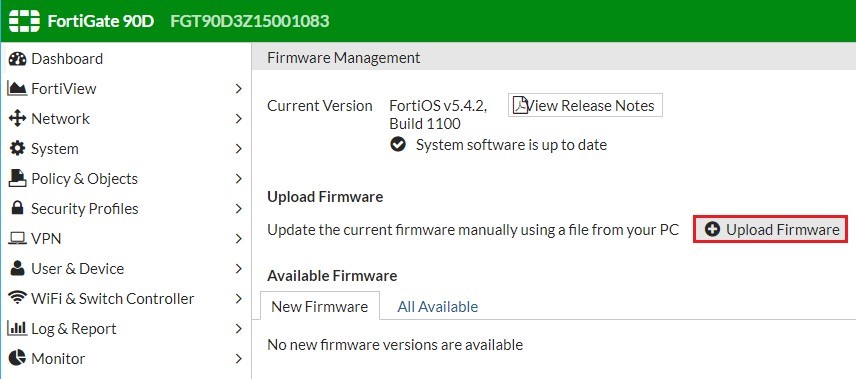 FortiGate 90D FGT90D3Z15001083
Dashboard
FortiView
Network
System
Policy & Objects
Security Profiles
VPN
User & Device
WiFi & Switch Controller
Log & Report
Monitor
Firmware Management
Current Version FortiOS v5.4.2, View Release Notes
Build 1100
System software is up to date
Upload Firmware
Update the current firmware manually using a file from your PC Upload Firmware
Available Firmware
New Firmware All Available
No new firmware versions are available